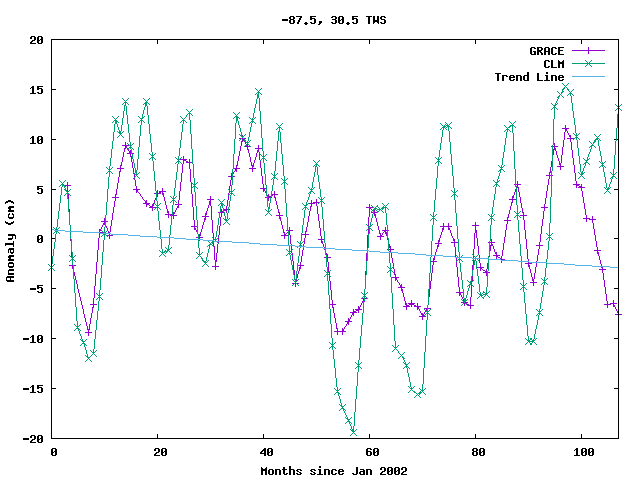 -87.5, 30.5 TWS
GRACE
CLM
Trend Line
20
15
10
5
0
-5
-10
-15
-20
Anomaly (cm)
0 20 40 60 80 100
Months since Jan 2002